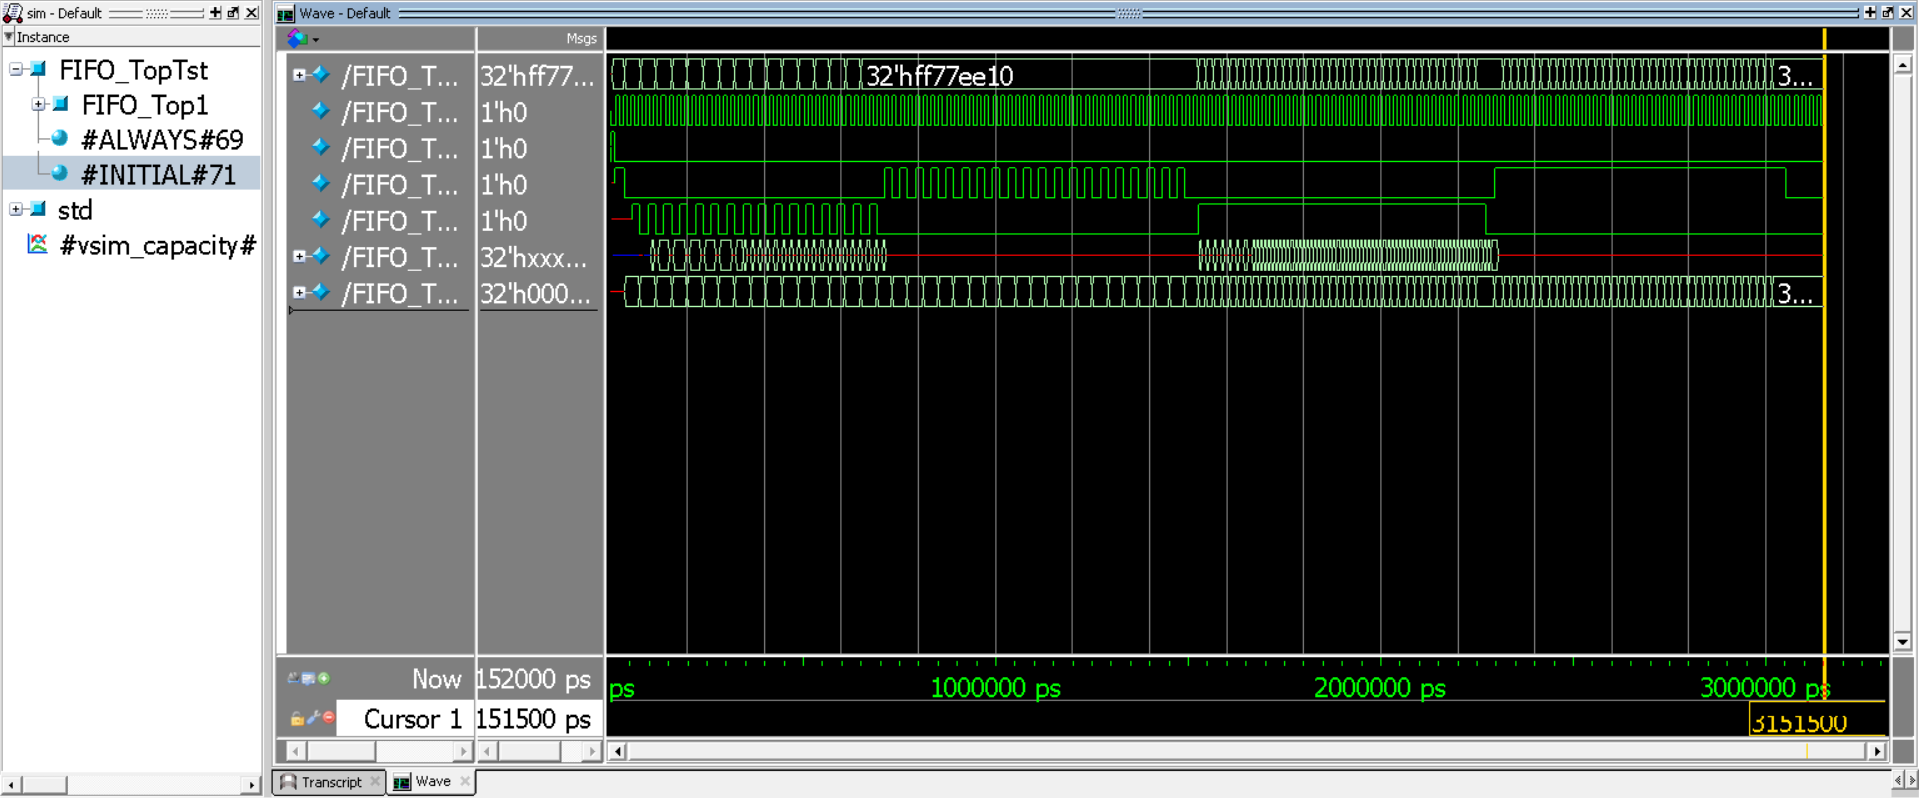 sim - Default
Instance
FIFO_TopTst
FIFO_Top1
#ALWAYS#69
#INITIAL#71
std
#vsim_capacity#
Wave - Default
Msgs
/FIFO_T... 32'hff77... 32'hff77ee10 3...
/FIFO_T... 1'h0
/FIFO_T... 1'h0
/FIFO_T... 1'h0
/FIFO_T... 1'h0
/FIFO_T... 32'hxxx...
/FIFO_T... 32'h000... 3...
Now 152000 ps ps 1000000 ps 2000000 ps 3000000 ps
Cursor 1 151500 ps 3151500
Transcript Wave